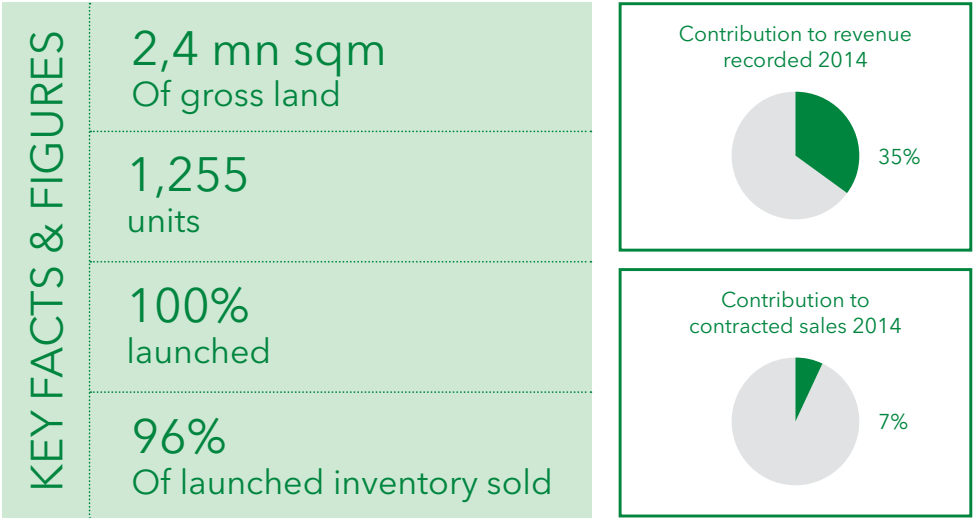 KEY FACTS & FIGURES
2,4 mn sqm
Of gross land
1,255
units
100%
launched
96%
Of launched inventory sold
Contribution to revenue
recorded 2014
35%
Contribution to
contracted sales 2014
7%